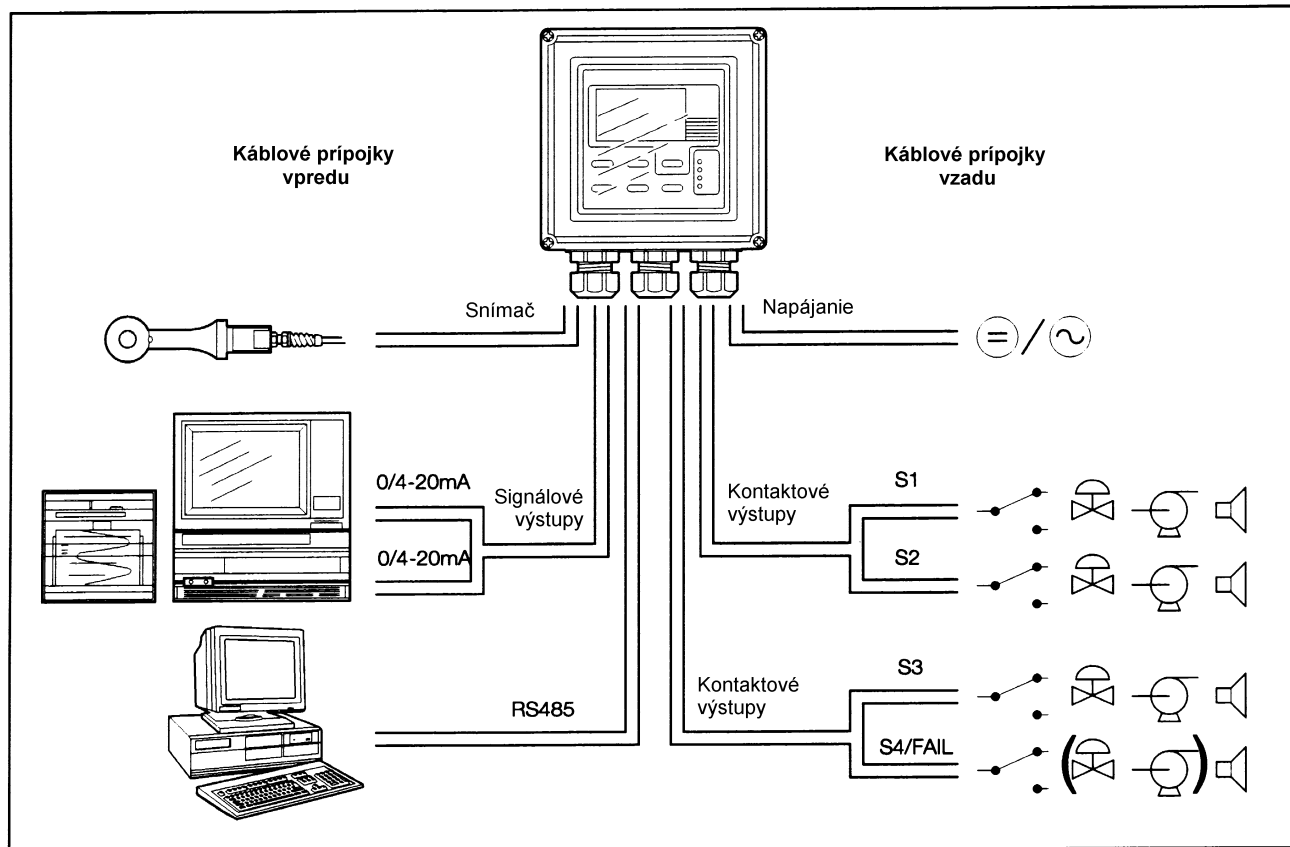 Káblové prípojky
vpredu
Káblové prípojky
vzadu
Snímač
Napájanie
0/4-20mA
Signálové
výstupy
0/4-20mA
Kontaktové
výstupy
S1
S2
RS485
Kontaktové
výstupy
S3
S4/FAIL